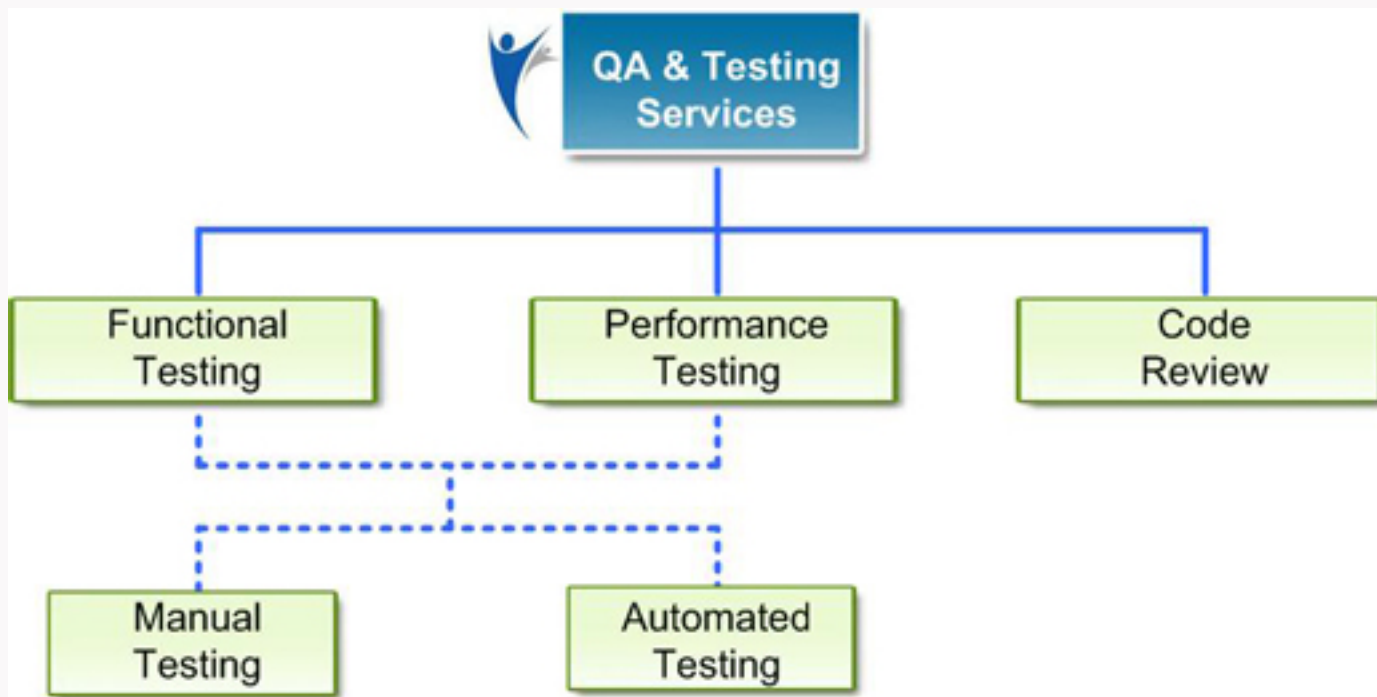 QA & Testing
Services
Functional
Testing
Performance
Testing
Code
Review
Manual
Testing
Automated
Testing